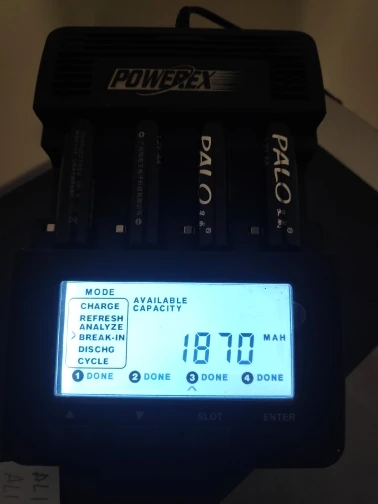 POWEREX
PALO
PALO
MODE
CHARGE
REFRESH
ANALYZE
BREAK-IN
DISCHG
CYCLE
AVAILABLE
CAPACITY
1870 MAH
1 DONE 2 DONE 3 DONE 4 DONE
SLOT ENTER